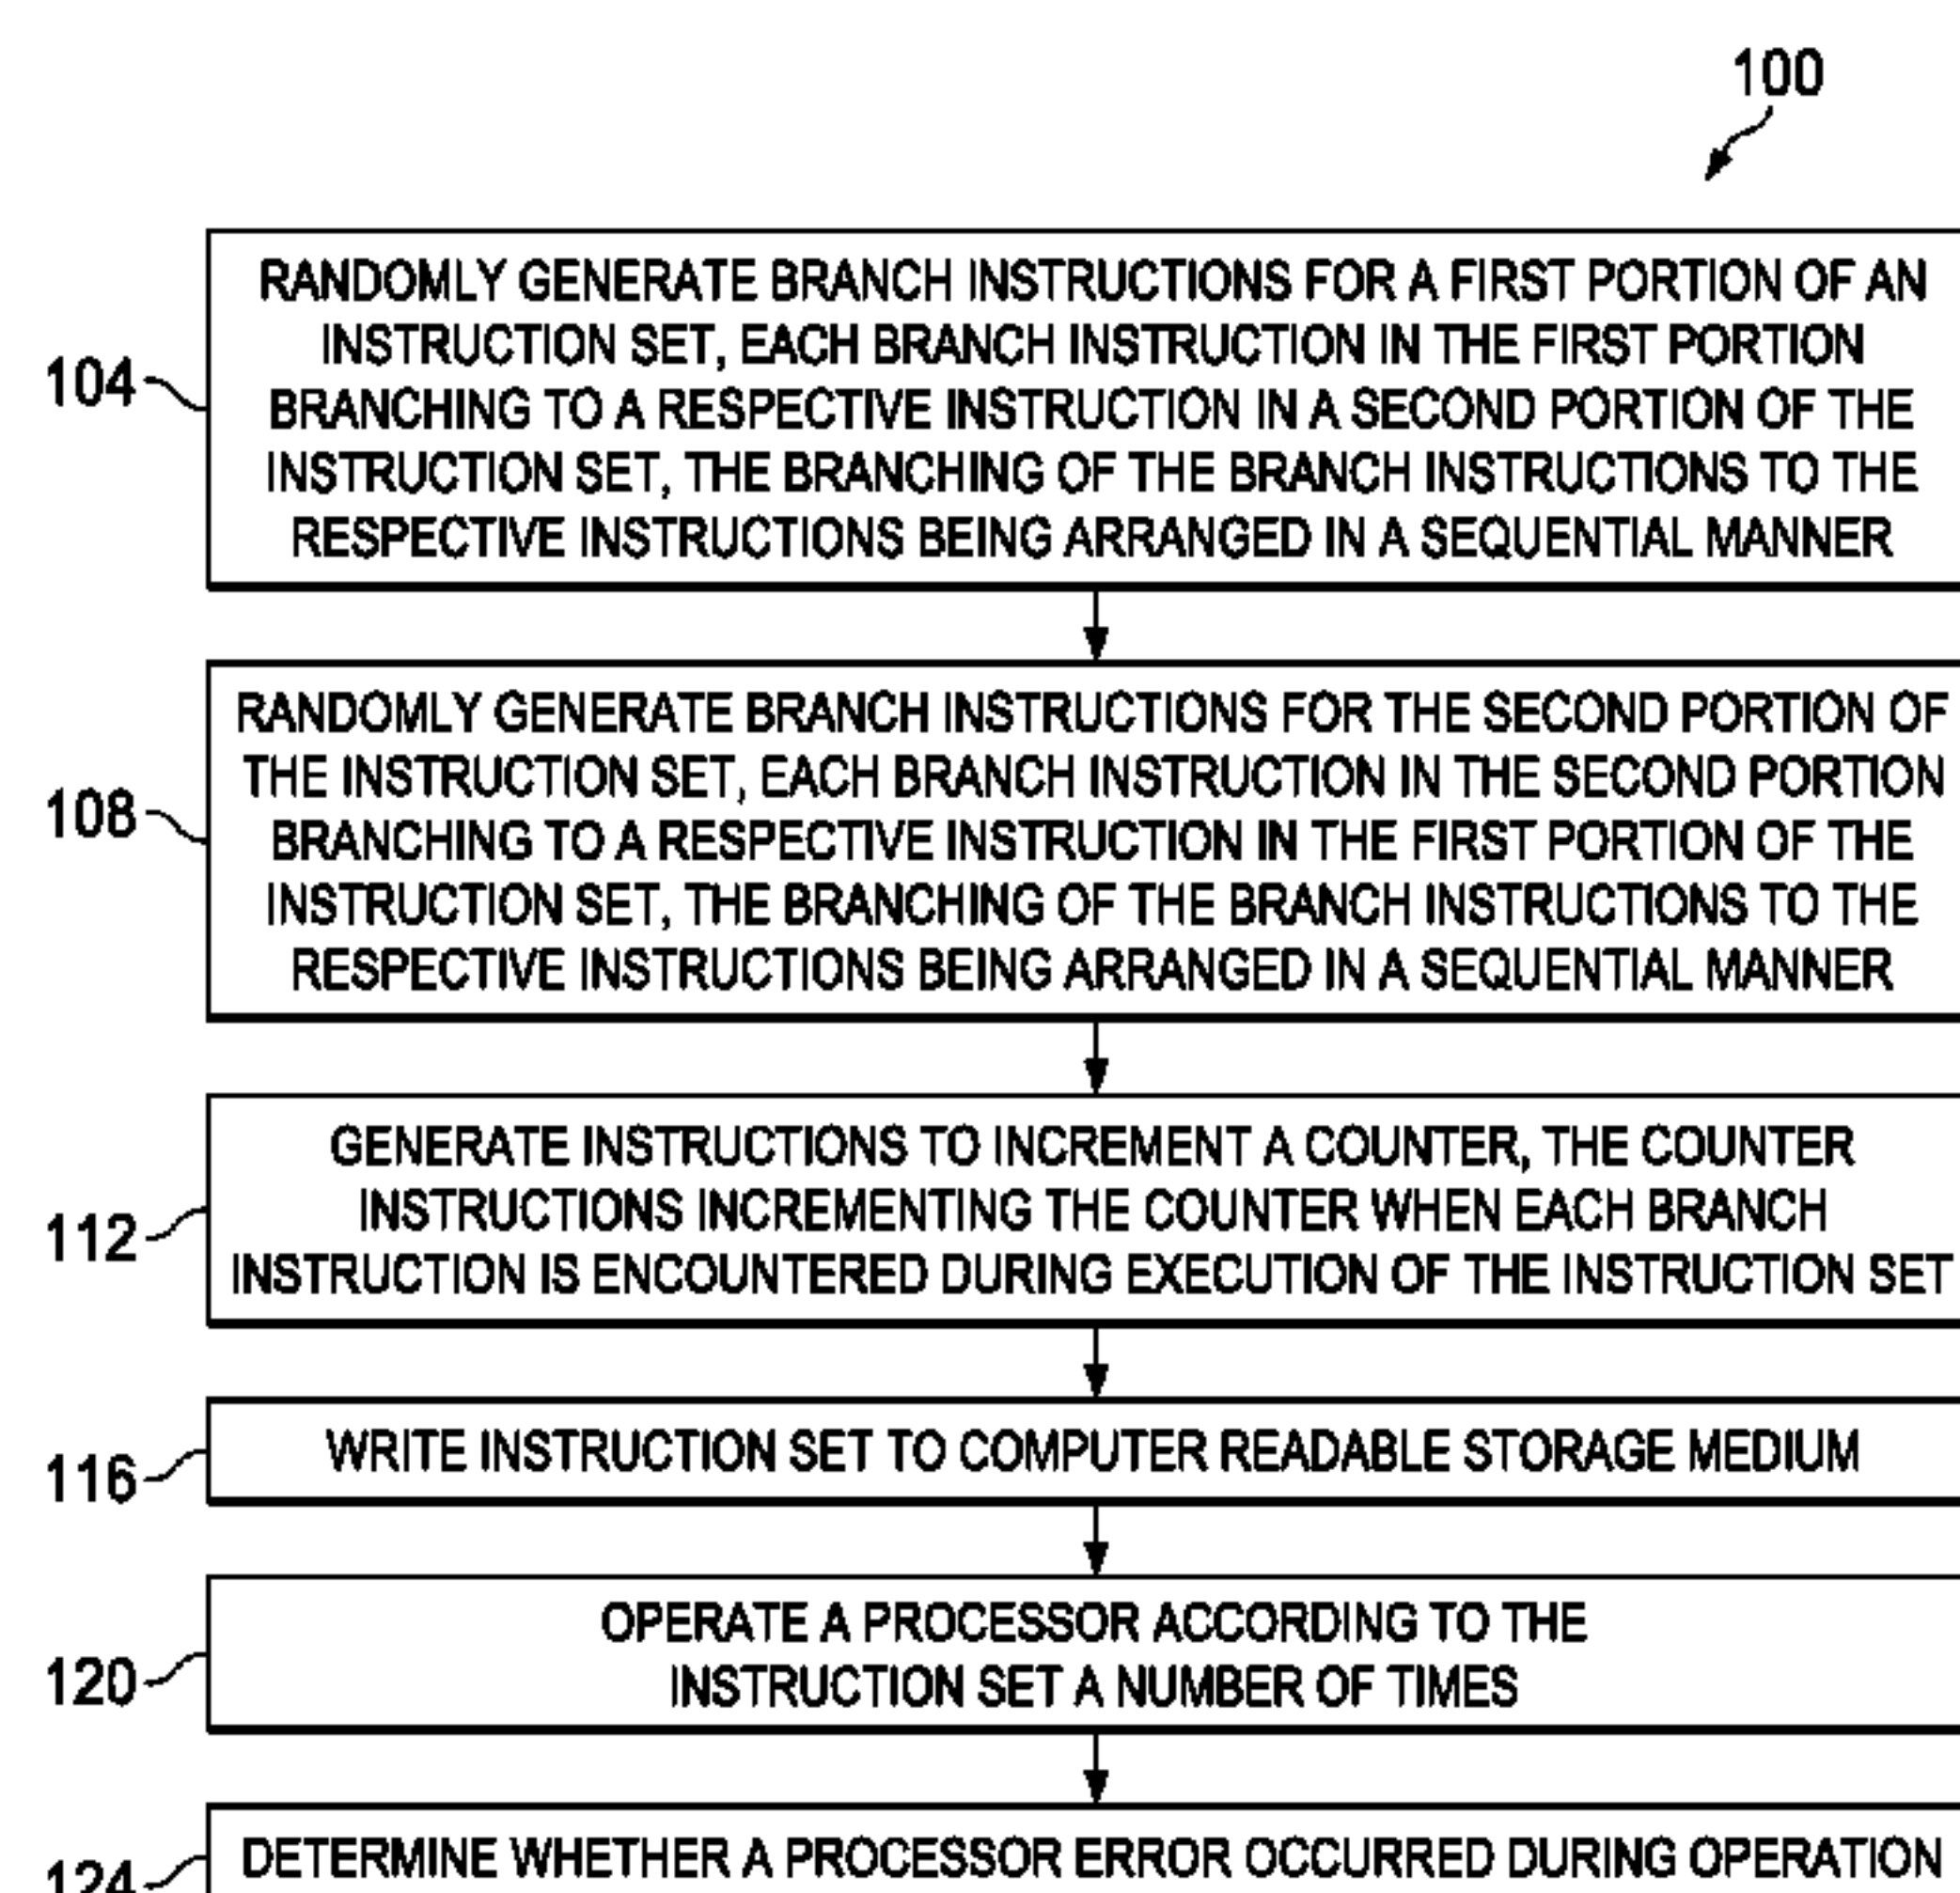 100
104
RANDOMLY GENERATE BRANCH INSTRUCTIONS FOR A FIRST PORTION OF AN
INSTRUCTION SET, EACH BRANCH INSTRUCTION IN THE FIRST PORTION
BRANCHING TO A RESPECTIVE INSTRUCTION IN A SECOND PORTION OF THE
INSTRUCTION SET, THE BRANCHING OF THE BRANCH INSTRUCTIONS TO THE
RESPECTIVE INSTRUCTIONS BEING ARRANGED IN A SEQUENTIAL MANNER
108
RANDOMLY GENERATE BRANCH INSTRUCTIONS FOR THE SECOND PORTION OF
THE INSTRUCTION SET, EACH BRANCH INSTRUCTION IN THE SECOND PORTION
BRANCHING TO A RESPECTIVE INSTRUCTION IN THE FIRST PORTION OF THE
INSTRUCTION SET, THE BRANCHING OF THE BRANCH INSTRUCTIONS TO THE
RESPECTIVE INSTRUCTIONS BEING ARRANGED IN A SEQUENTIAL MANNER
112
GENERATE INSTRUCTIONS TO INCREMENT A COUNTER, THE COUNTER
INSTRUCTIONS INCREMENTING THE COUNTER WHEN EACH BRANCH
INSTRUCTION IS ENCOUNTERED DURING EXECUTION OF THE INSTRUCTION SET
116
WRITE INSTRUCTION SET TO COMPUTER READABLE STORAGE MEDIUM
120
OPERATE A PROCESSOR ACCORDING TO THE
INSTRUCTION SET A NUMBER OF TIMES
124
DETERMINE WHETHER A PROCESSOR ERROR OCCURRED DURING OPERATION